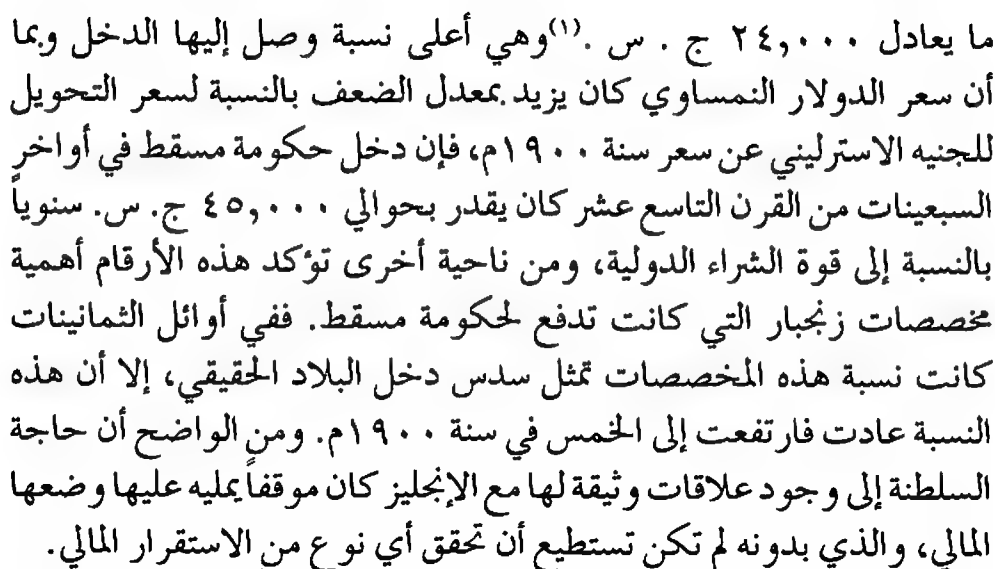 ما يعادل ٢٤,٠٠٠ ج . س .(١)وهي أعلى نسبة وصل إليها الدخل وبما
أن سعر الدولار النمساوي كان يزيد بمعدل الضعف بالنسبة لسعر التحويل
للجنيه الاسترليني عن سعر سنة ١٩٠٠م، فإن دخل حكومة مسقط في أواخر
السبعينات من القرن التاسع عشر كان يقدر بحوالي ٤٥,٠٠٠ ج. س. سنوياً
بالنسبة إلى قوة الشراء الدولية، ومن ناحية أخرى تؤكد هذه الأرقام أهمية
مخصصات زنجبار التي كانت تدفع لحكومة مسقط. ففي أوائل الثمانينات
كانت نسبة هذه المخصصات تمثل سدس دخل البلاد الحقيقي، إلا أن هذه
النسبة عادت فارتفعت إلى الخمس في سنة ١٩٠٠م. ومن الواضح أن حاجة
السلطنة إلى وجود علاقات وثيقة لها مع الإنجليز كان موقفاً يمليه عليها وضعها
المالي، والذي بدونه لم تكن تستطيع أن تحقق أي نوع من الاستقرار المالي.